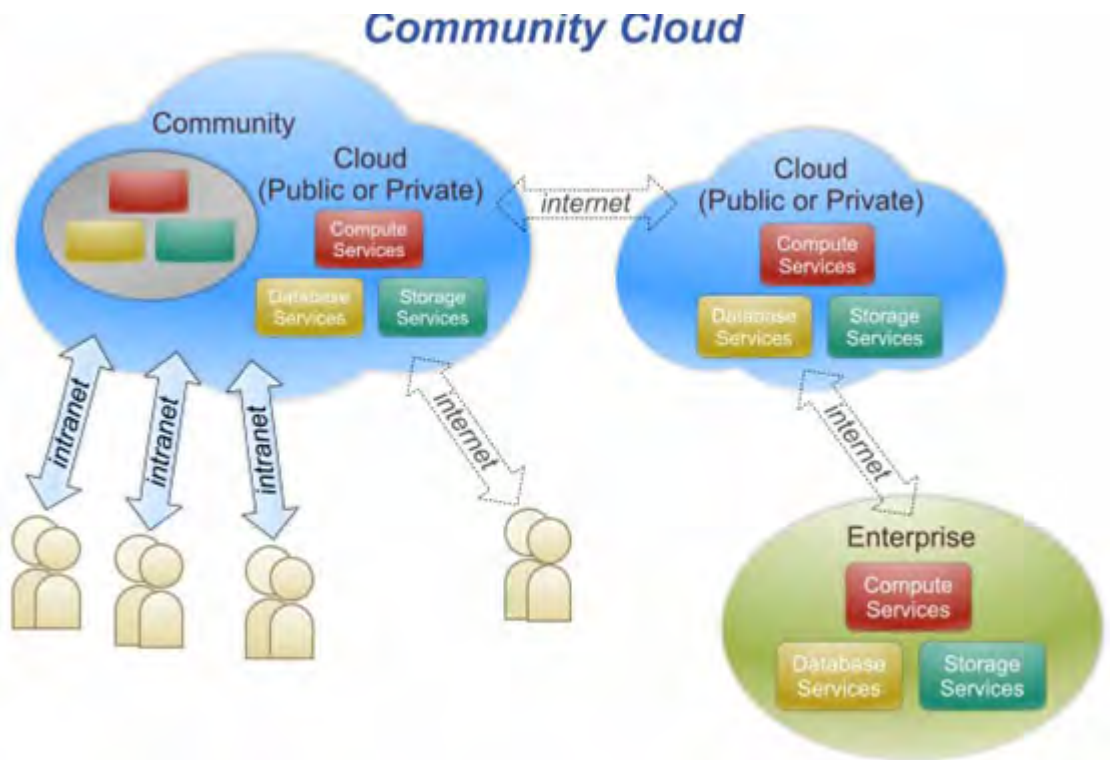 Community Cloud
Community
Cloud
(Public or Private)
Compute
Services
Database
Services
Storage
Services
internet
Cloud
(Public or Private)
Compute
Services
Database
Services
Storage
Services
intranet
intranet
intranet
internet
internet
Enterprise
Compute
Services
Database
Services
Storage
Services